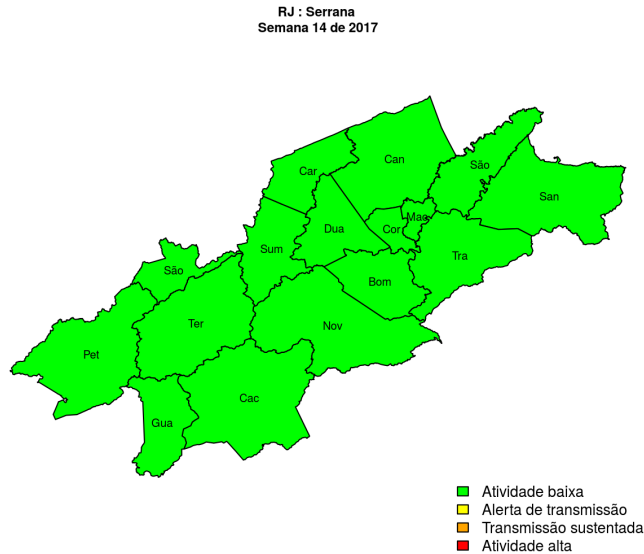 RJ : Serrana
Semana 14 de 2017
Can
Car
São
San
Mac
Dua
Cor
Sum
Tra
São
Bom
Ter
Nov
Pet
Cac
Gua
Atividade baixa
Alerta de transmissão
Transmissão sustentada
Atividade alta